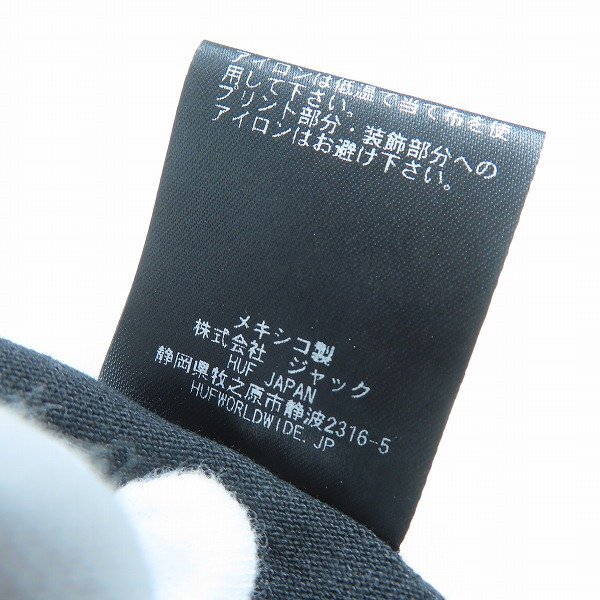 アイロンは低温で当て布を使
用して下さい。
プリント部分・装飾部分への
アイロンはお避け下さい。
メキシコ製
株式会社 ジャック
HUF JAPAN
静岡県牧之原市静波2316-5
HUFWORLDWIDE.JP